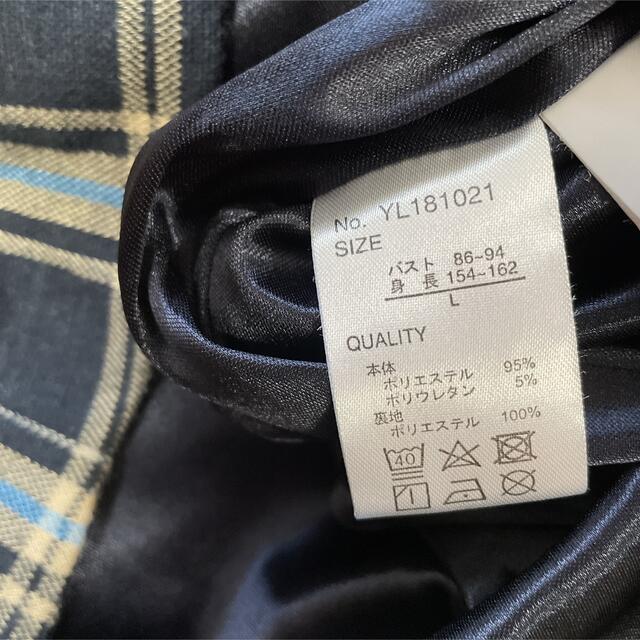 No. YL181021
SIZE
バスト 86~94
身長 154~162
L
QUALITY
本体
ポリエステル 95%
ポリウレタン 5%
裏地
ポリエステル 100%
40